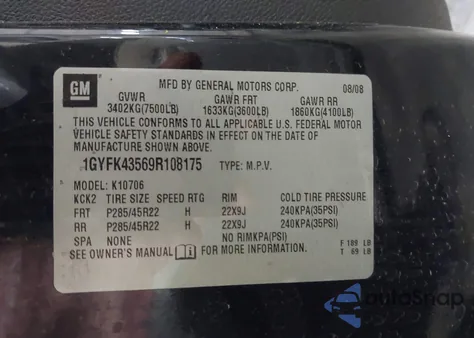 GM
MFD BY GENERAL MOTORS CORP. 08/08
GVWR GAWR FRT GAWR RR
3402KG(7500LB) 1633KG(3600LB) 1860KG(4100LB)
THIS VEHICLE CONFORMS TO ALL APPLICABLE U.S. FEDERAL MOTOR
VEHICLE SAFETY STANDARDS IN EFFECT ON THE DATE OF
MANUFACTURE SHOWN ABOVE.
1GYFK43569R108175 TYPE: M.P.V.
MODEL: K10706
KCK2 TIRE SIZE SPEED RTG RIM COLD TIRE PRESSURE
FRT P285/45R22 H 22X9J 240KPA(35PSI)
RR P285/45R22 H 22X9J 240KPA(35PSI)
SPA NONE NO RIMKPA(PSI)
SEE OWNER'S MANUAL FOR MORE INFORMATION. F 189 LB
T 69 LB
autoSnap